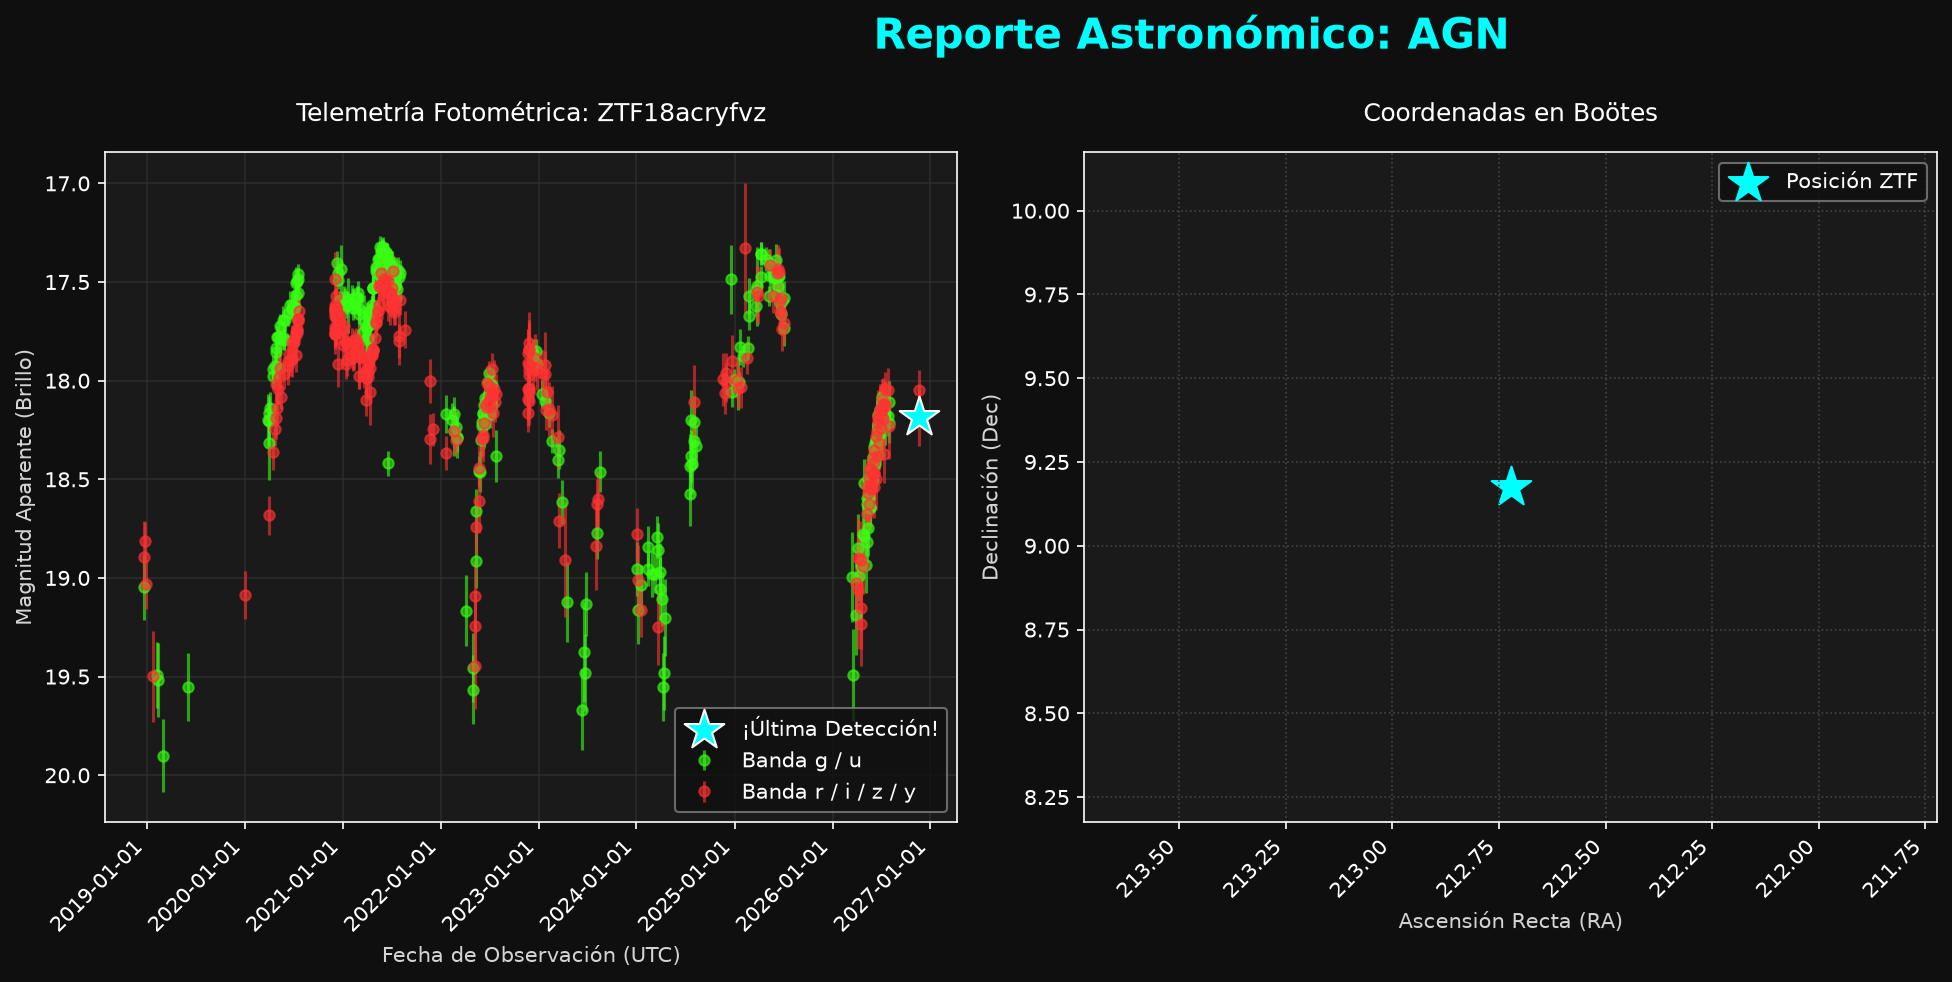 Reporte Astronómico: AGN
Telemetría Fotométrica: ZTF18acryfvz
Magnitud Aparente (Brillo)
17.0
17.5
18.0
18.5
19.0
19.5
20.0
¡Última Detección!
Banda g / u
Banda r / i / z / y
2019-01-01
2020-01-01
2021-01-01
2022-01-01
2023-01-01
2024-01-01
2025-01-01
2026-01-01
2027-01-01
Fecha de Observación (UTC)
Coordenadas en Boötes
Declinación (Dec)
10.00
9.75
9.50
9.25
9.00
8.75
8.50
8.25
Posición ZTF
213.50
213.25
213.00
212.75
212.50
212.25
212.00
211.75
Ascensión Recta (RA)